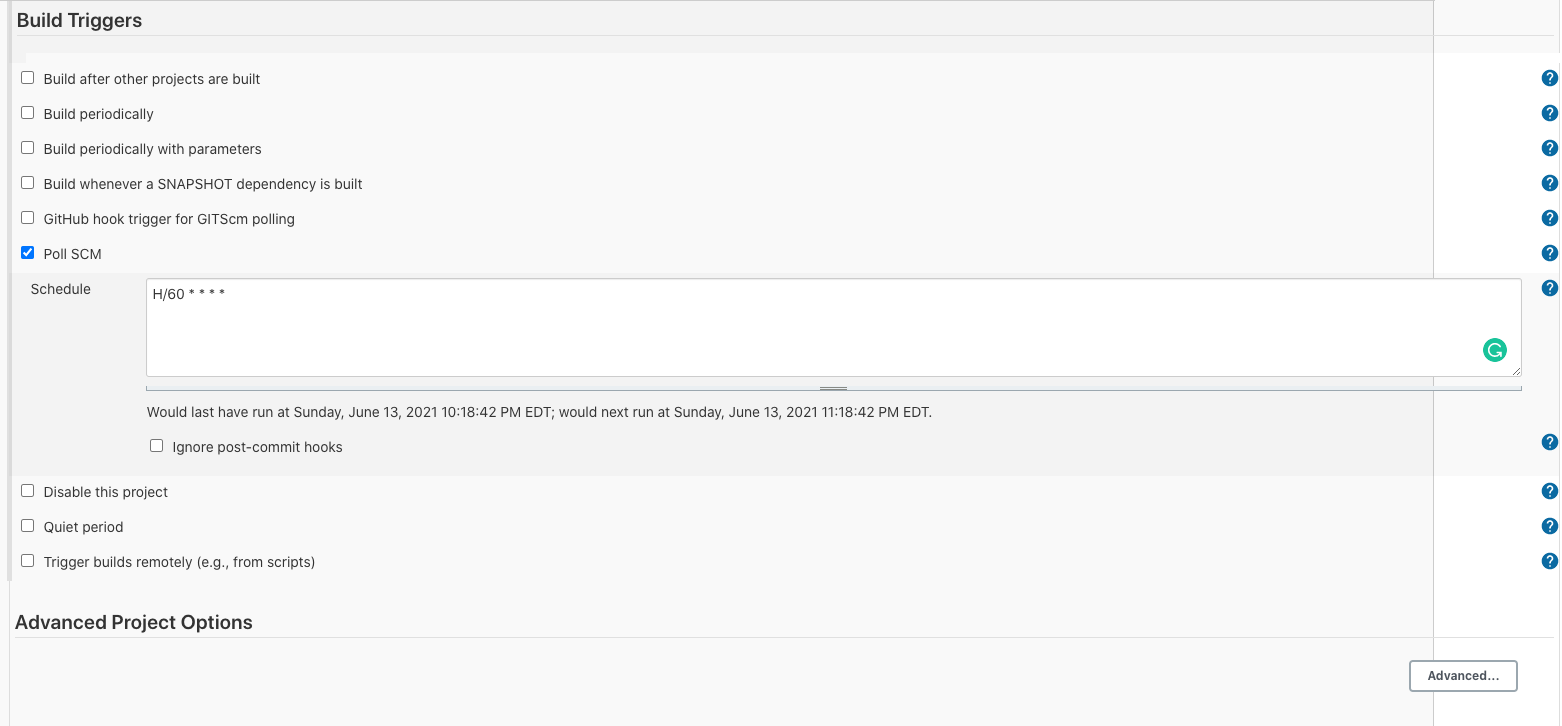 Build Triggers
Build after other projects are built
Build periodically
Build periodically with parameters
Build whenever a SNAPSHOT dependency is built
GitHub hook trigger for GITScm polling
Poll SCM
Schedule
H/60 * * * *
Would last have run at Sunday, June 13, 2021 10:18:42 PM EDT; would next run at Sunday, June 13, 2021 11:18:42 PM EDT.
Ignore post-commit hooks
Disable this project
Quiet period
Trigger builds remotely (e.g., from scripts)
Advanced Project Options
Advanced...